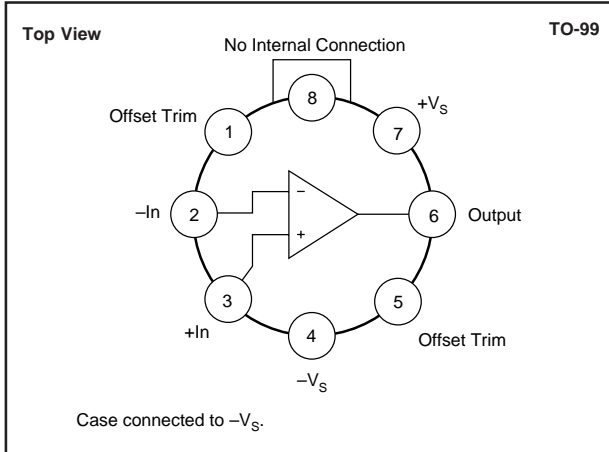 Top View
TO-99
No Internal Connection
8
Offset Trim
1
+VS
7
–In
2
–
+
6
Output
3
+In
4
–VS
5
Offset Trim
Case connected to –VS.